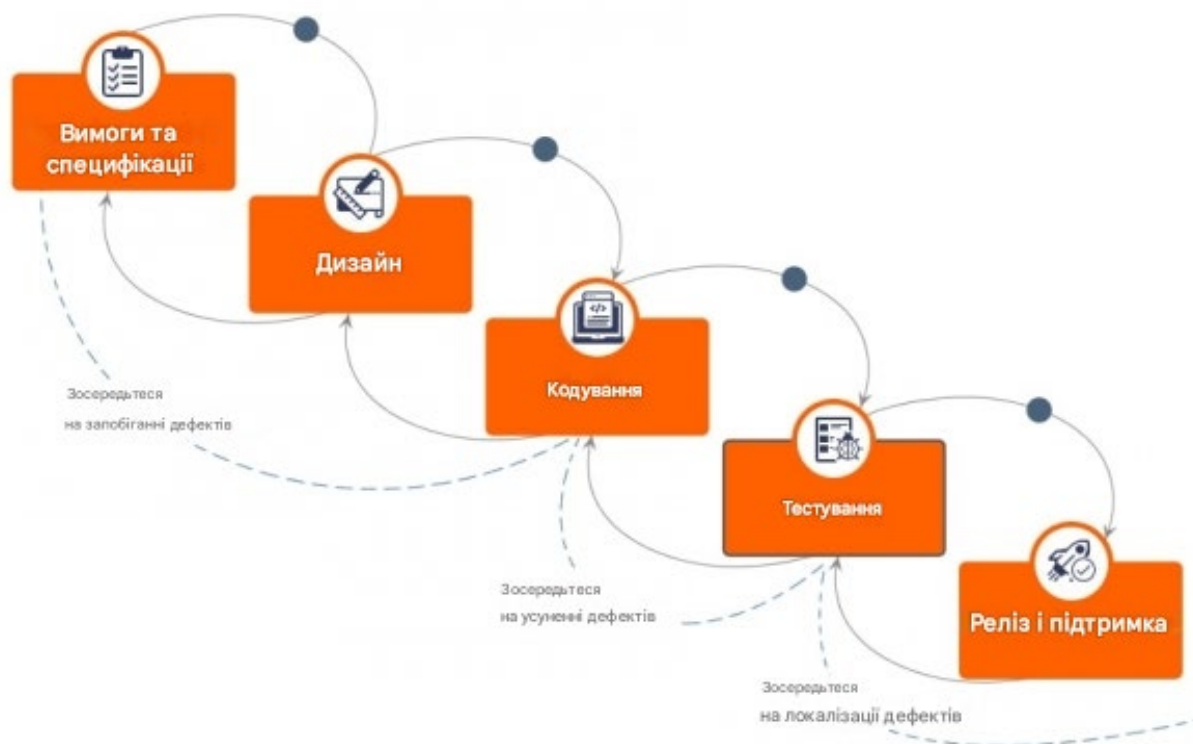 Вимоги та
специфікації
Дизайн
Кодування
Зосередьтеся
на запобіганні дефектів
Тестування
Зосередьтеся
на усуненні дефектів
Реліз і підтримка
Зосередьтеся
на локалізації дефектів